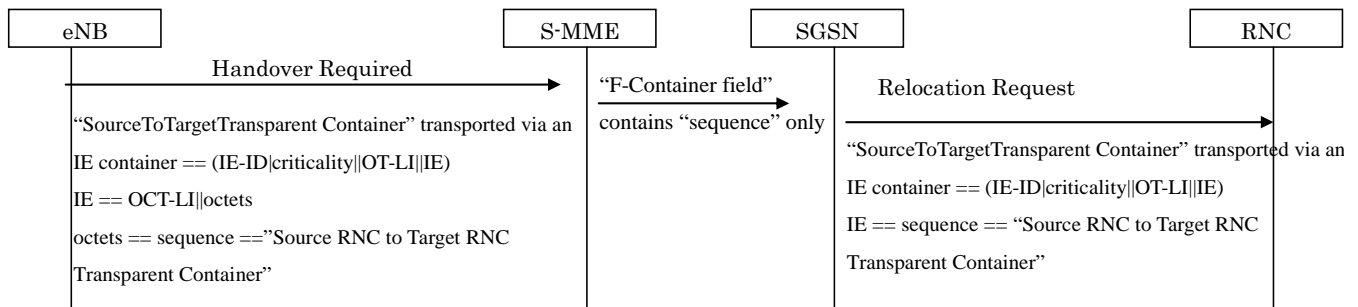 eNB
S-MME
SGSN
RNC
Handover Required
“F-Container field”
contains “sequence” only
Relocation Request
“SourceToTargetTransparent Container” transported via an
IE container == (IE-ID|criticality||OT-LI||IE)
IE == OCT-LI||octets
octets == sequence ==”Source RNC to Target RNC
Transparent Container”
“SourceToTargetTransparent Container” transported via an
IE container == (IE-ID|criticality||OT-LI||IE)
IE == sequence == “Source RNC to Target RNC
Transparent Container”